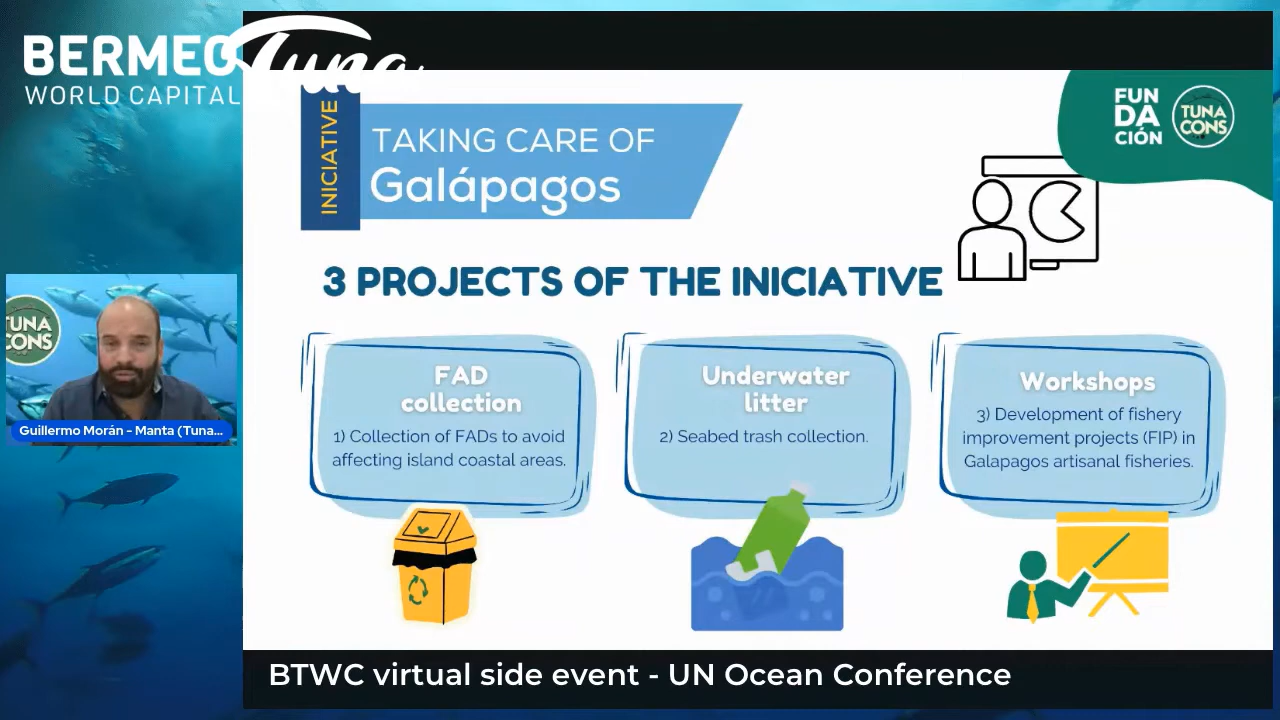 BERMEO Tuna
WORLD CAPITAL
INICIATIVE
TAKING CARE OF
Galápagos
FUN
DA
CIÓN
TUNA
CONS
3 PROJECTS OF THE INICIATIVE
FAD
collection
1) Collection of FADs to avoid
affecting island coastal areas.
Underwater
litter
2) Seabed trash collection.
Workshops
3) Development of fishery
improvement projects (FIP) in
Galapagos artisanal fisheries.
TUNA
CONS
Guillermo Morán - Manta (Tuna...
BTWC virtual side event - UN Ocean Conference